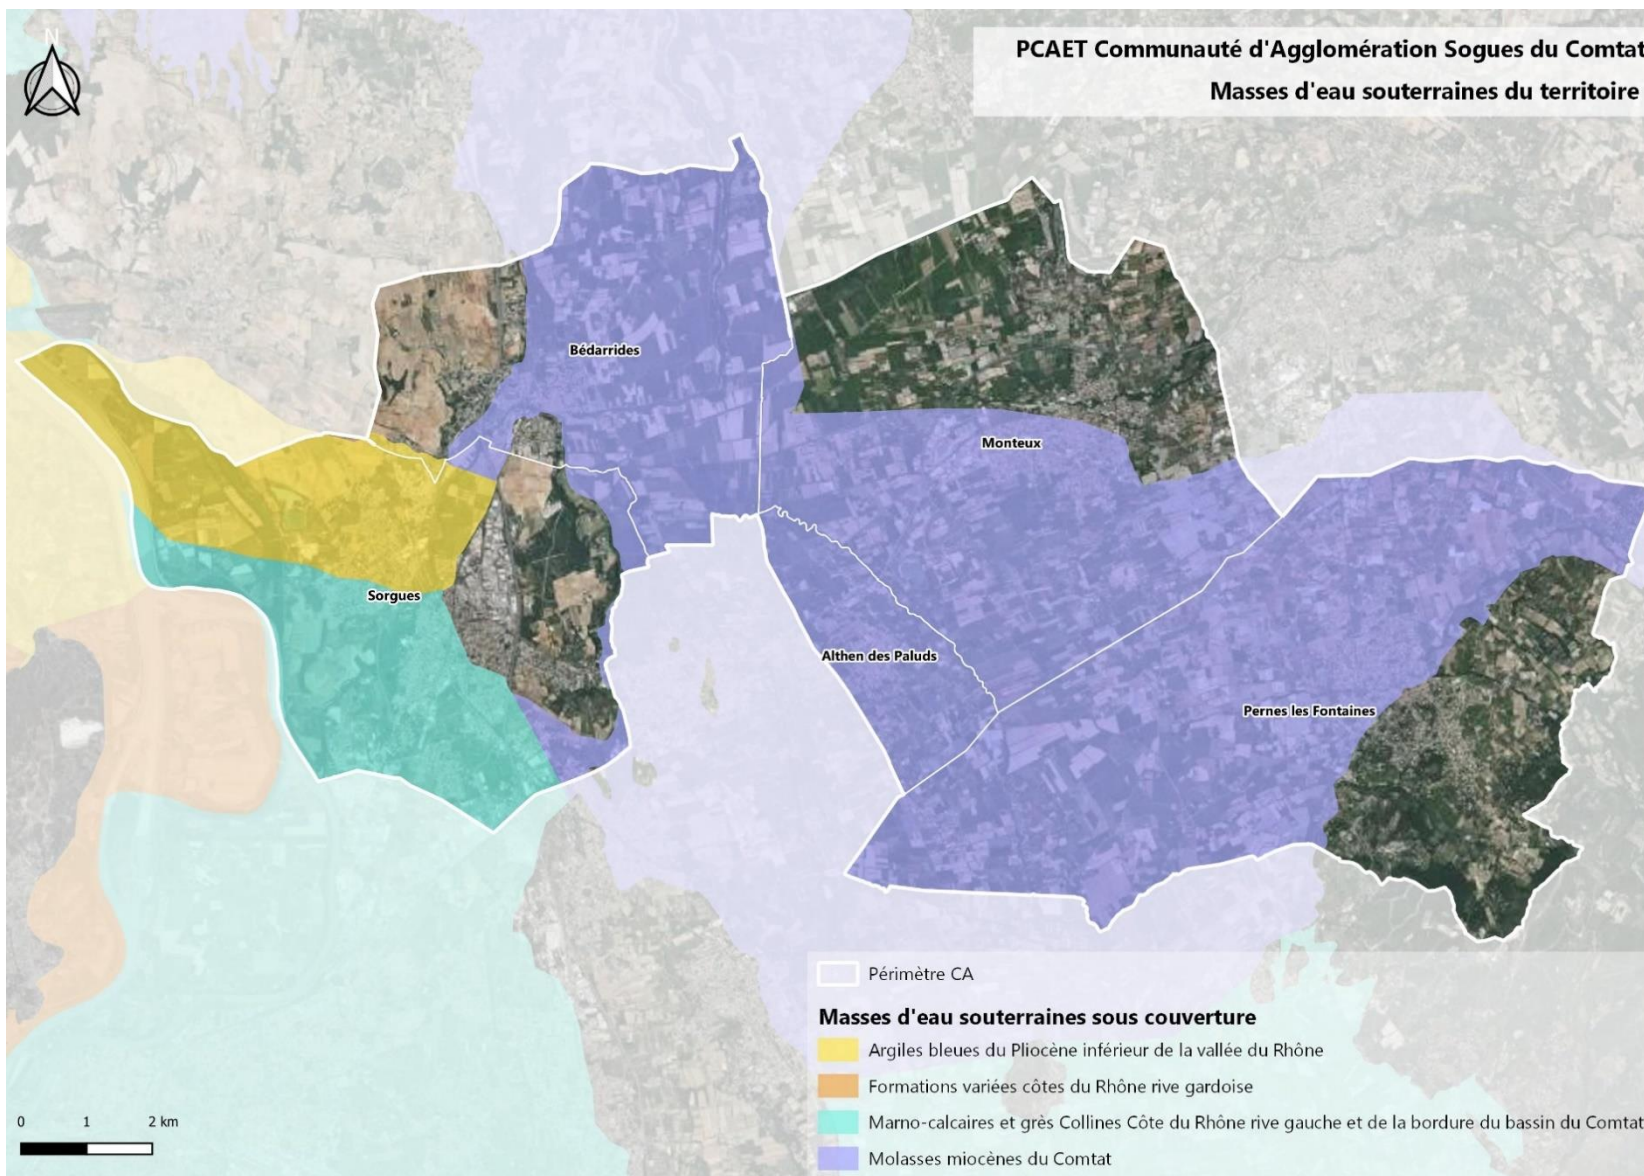 N
PCAET Communauté d'Agglomération Sogues du Comtat
Masses d'eau souterraines du territoire
Bédarrides
Monteux
Sorgues
Althen des Paluds
Pernes les Fontaines
Périmètre CA
Masses d'eau souterraines sous couverture
Argiles bleues du Pliocène inférieur de la vallée du Rhône
Formations variées côtes du Rhône rive gardoise
Marno-calcaires et grès Collines Côte du Rhône rive gauche et de la bordure du bassin du Comtat
Molasses miocènes du Comtat
0 1 2 km